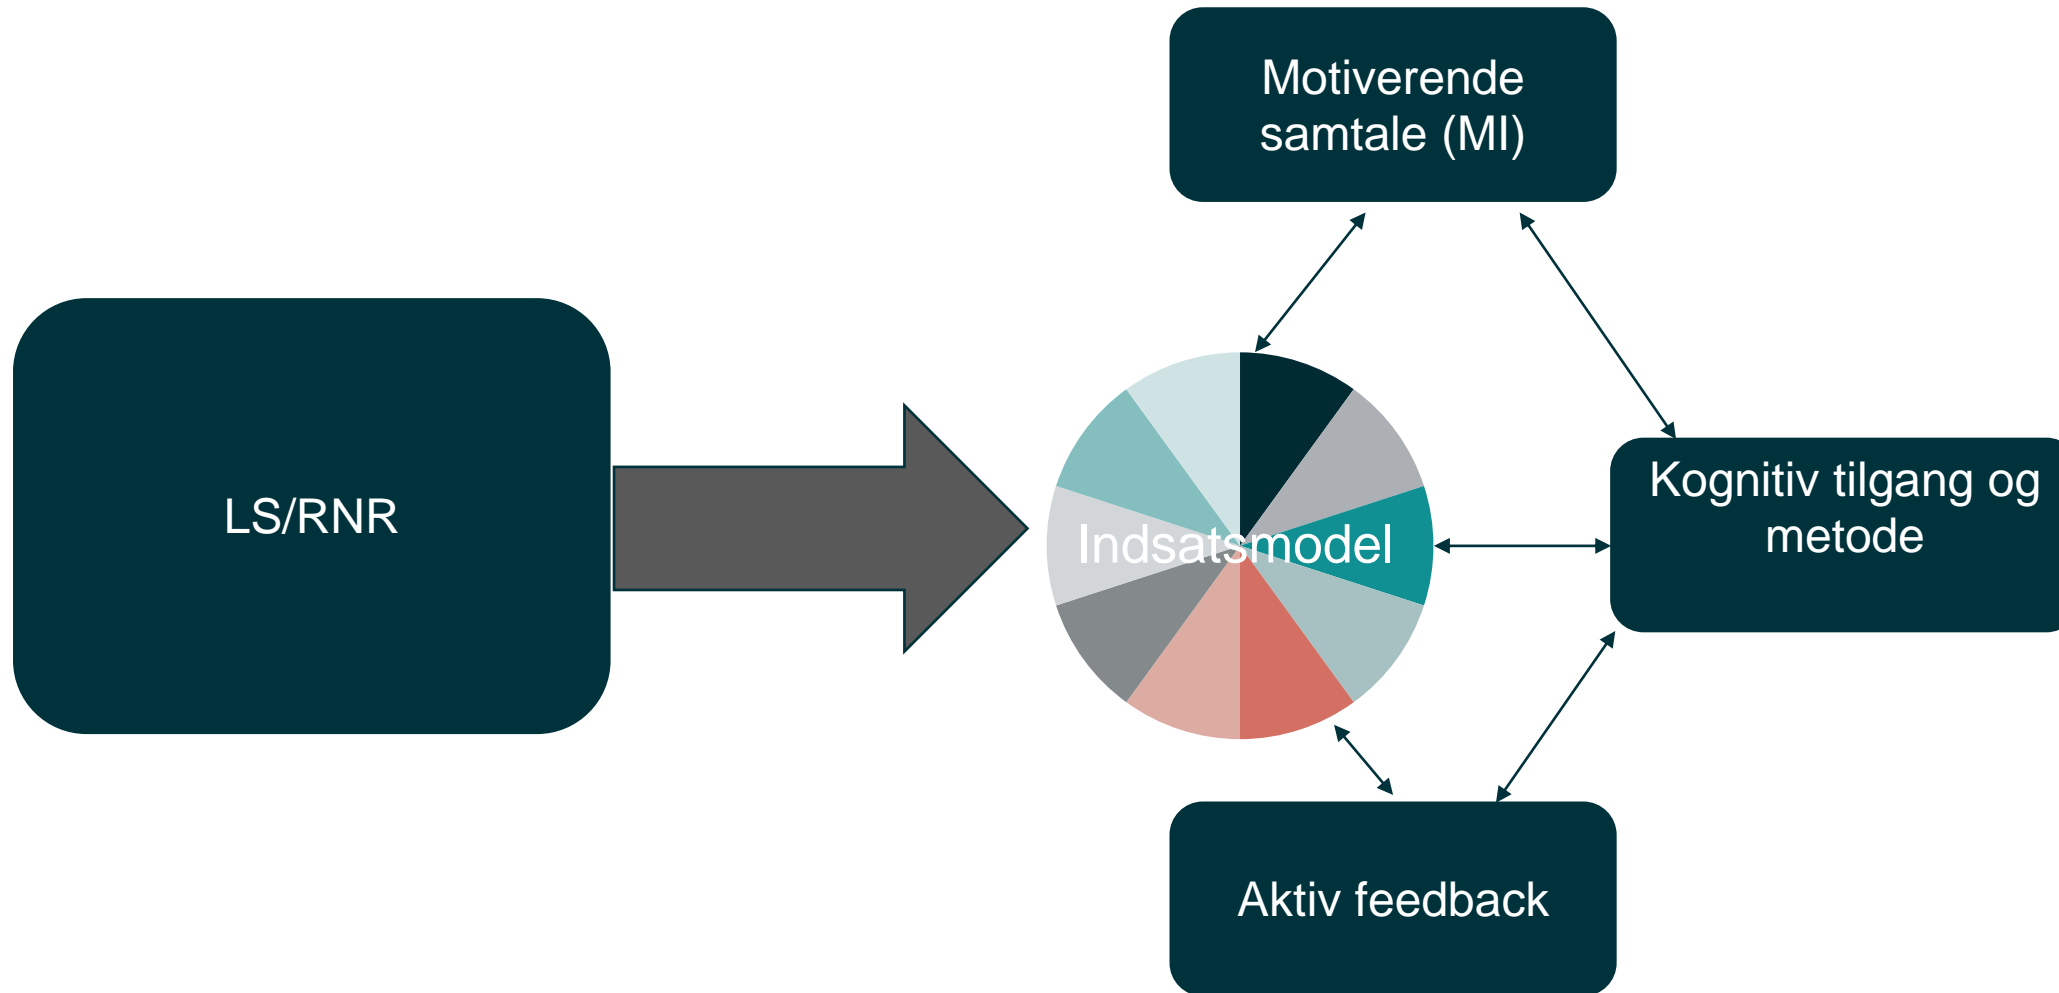 Motiverende
samtale (MI)
LS/RNR
Indsatsmodel
Kognitiv tilgang og
metode
Aktiv feedback